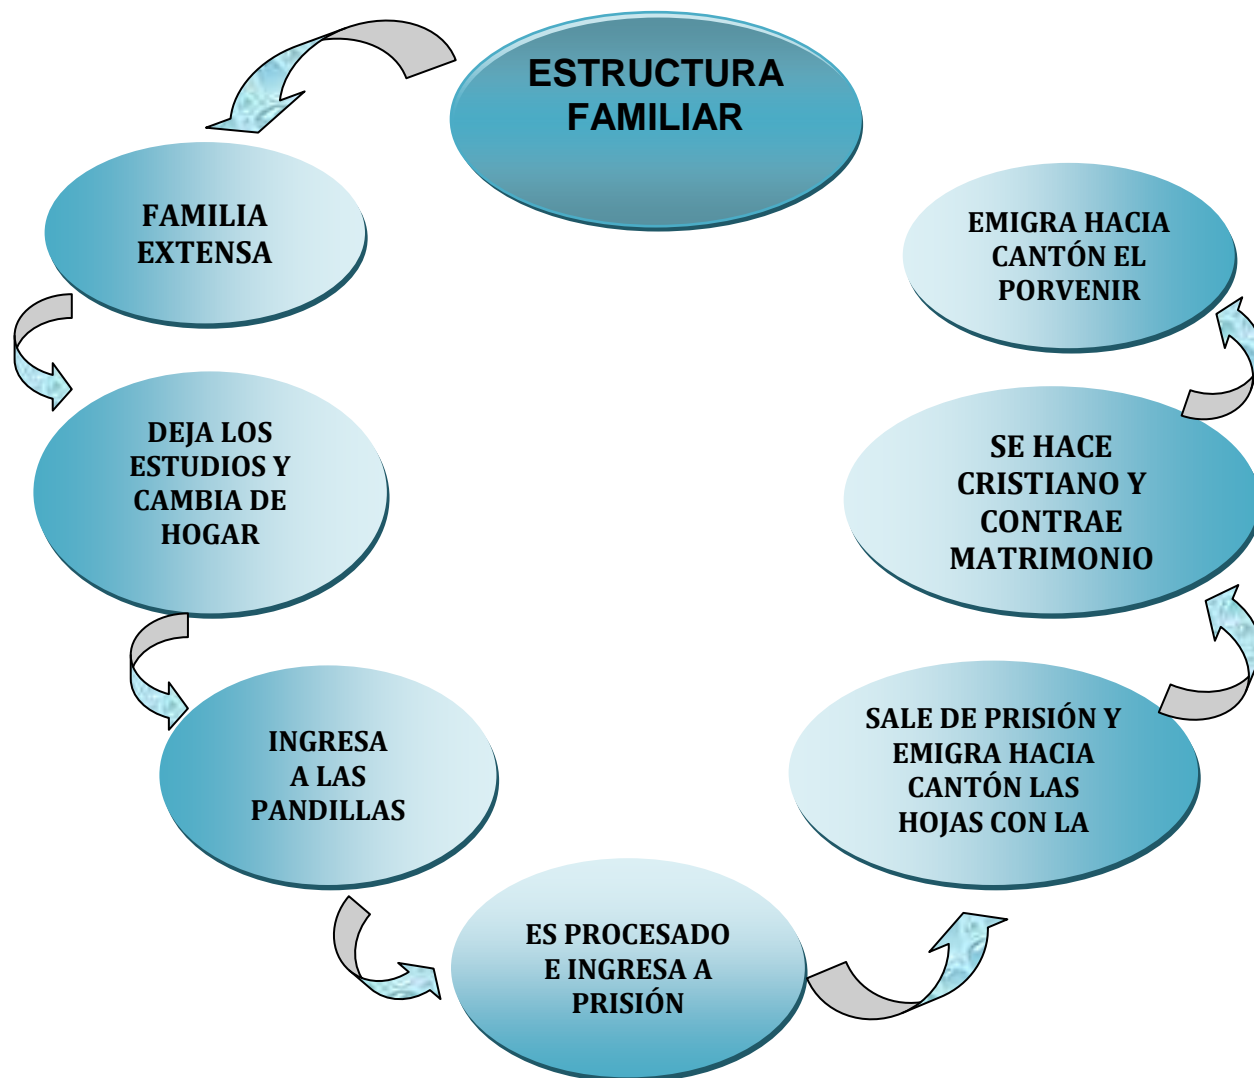 ESTRUCTURA
FAMILIAR
FAMILIA
EXTENSA
DEJA LOS
ESTUDIOS Y
CAMBIA DE
HOGAR
INGRESA
A LAS
PANDILLAS
ES PROCESADO
E INGRESA A
PRISIÓN
SALE DE PRISIÓN Y
EMIGRA HACIA
CANTÓN LAS
HOJAS CON LA
SE HACE
CRISTIANO Y
CONTRAE
MATRIMONIO
EMIGRA HACIA
CANTÓN EL
PORVENIR